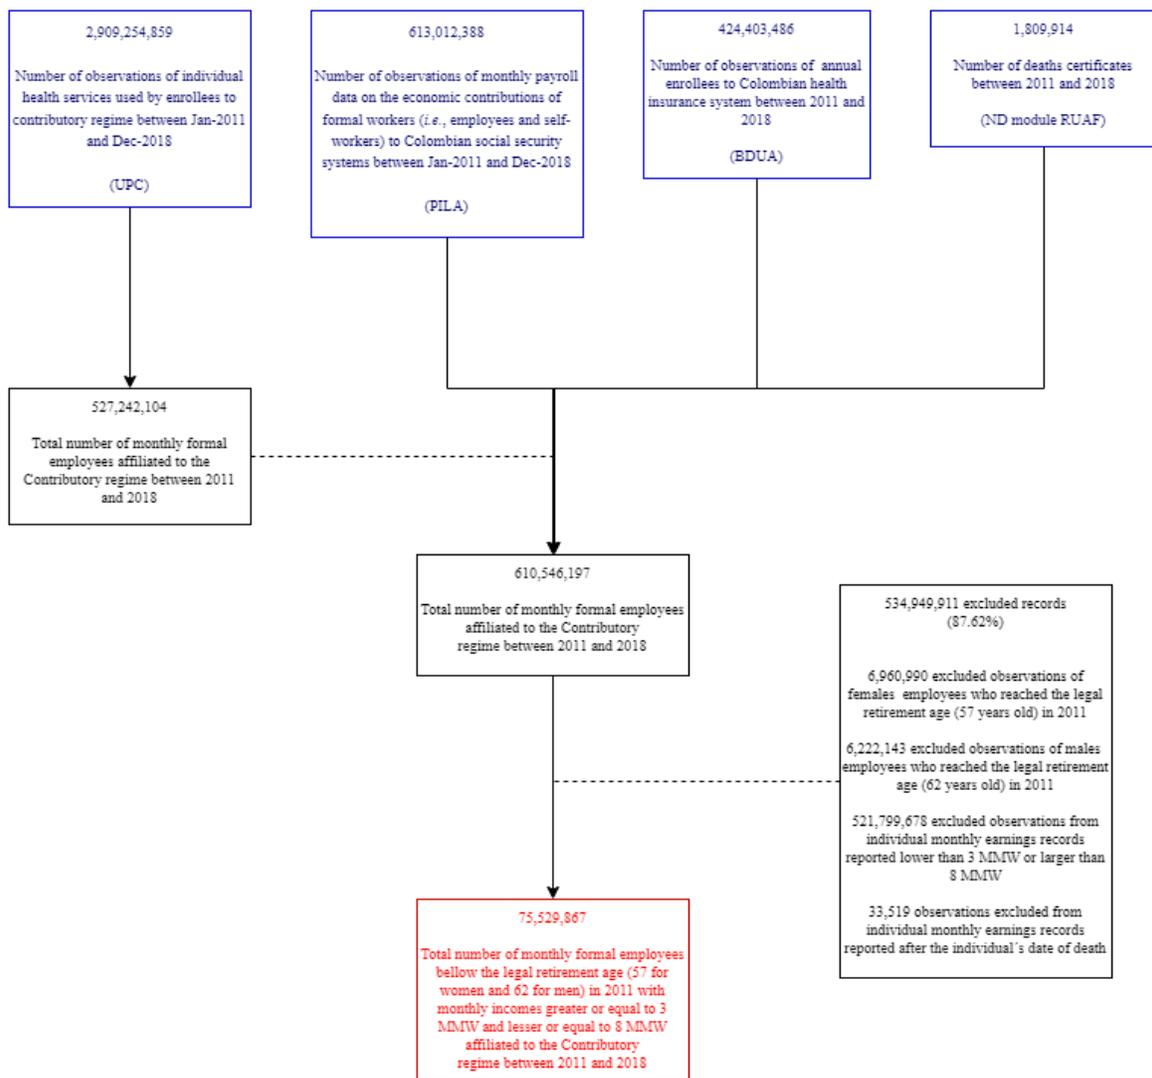 2,909,254,859
Number of observations of individual
health services used by enrollees to
contributory regime between Jan-2011
and Dec-2018
(UPC)
613,012,388
Number of observations of monthly payroll
data on the economic contributions of
formal workers (i.e., employees and self-
workers) to Colombian social security
systems between Jan-2011 and Dec-2018
(PILA)
424,403,486
Number of observations of annual
enrollees to Colombian health
insurance system between 2011 and
2018
(BDUA)
1,809,914
Number of deaths certificates
between 2011 and 2018
(ND module RUAF)
527,242,104
Total number of monthly formal
employees affiliated to the
Contributory regime between 2011
and 2018
610,546,197
Total number of monthly formal employees
affiliated to the Contributory
regime between 2011 and 2018
534,949,911 excluded records
(87.62%)
6,960,990 excluded observations of
females employees who reached the legal
retirement age (57 years old) in 2011
6,222,143 excluded observations of males
employees who reached the legal retirement
age (62 years old) in 2011
521,799,678 excluded observations from
individual monthly earnings records
reported lower than 3 MMW or larger than
8 MMW
33,519 observations excluded from
individual monthly earnings records
reported after the individual´s date of death
75,529,867
Total number of monthly formal employees
bellow the legal retirement age (57 for
women and 62 for men) in 2011 with
monthly incomes greater or equal to 3
MMW and lesser or equal to 8 MMW
affiliated to the Contributory
regime between 2011 and 2018